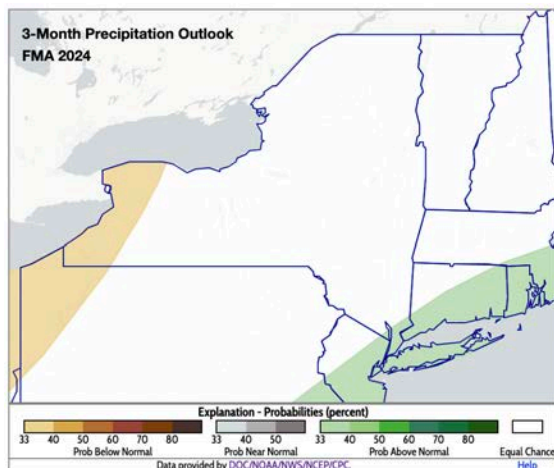 3-Month Precipitation Outlook
FMA 2024
Explanation - Probabilities (percent)
33 40 50 60 70 80 33 40 50 33 40 50 60 70 80
Prob Below Normal Prob Near Normal Prob Above Normal Equal Chance
Data provided by DOC/NOAA/NWS/NCEP/CPC. Help